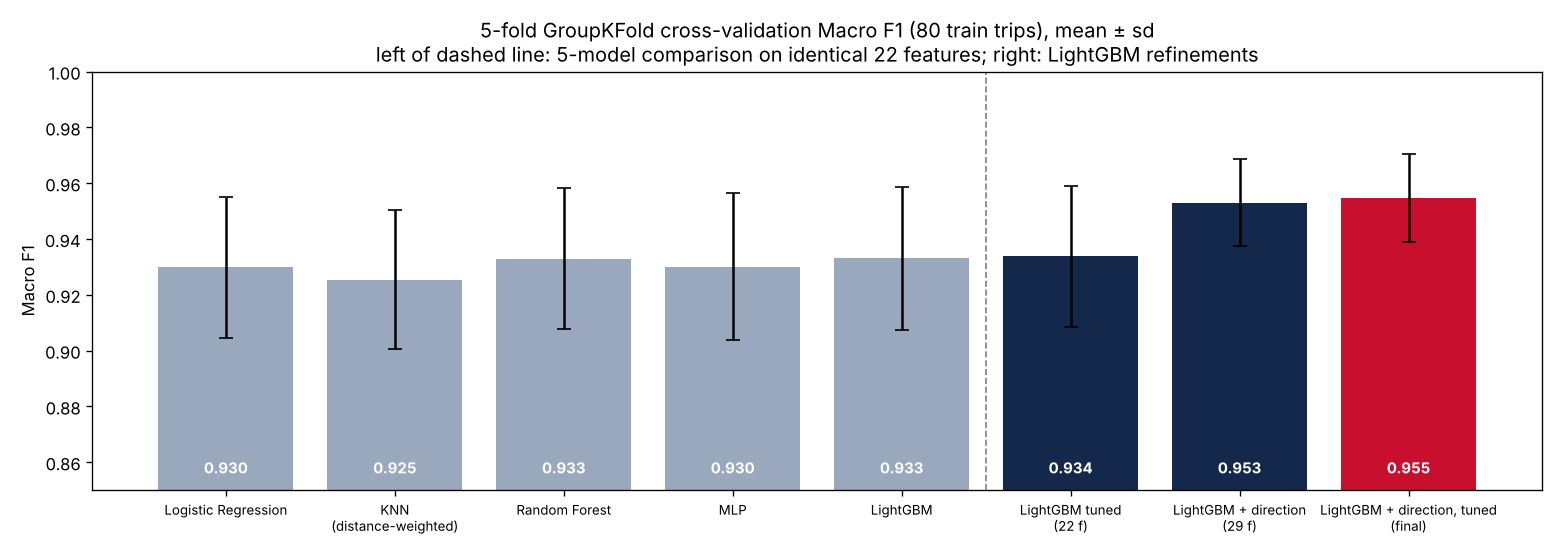 5-fold GroupKFold cross-validation Macro F1 (80 train trips), mean ± sd
left of dashed line: 5-model comparison on identical 22 features; right: LightGBM refinements
Macro F1
1.00
0.98
0.96
0.94
0.92
0.90
0.88
0.86
0.930
0.925
0.933
0.930
0.933
0.934
0.953
0.955
Logistic Regression
KNN
(distance-weighted)
Random Forest
MLP
LightGBM
LightGBM tuned
(22 f)
LightGBM + direction
(29 f)
LightGBM + direction, tuned
(final)